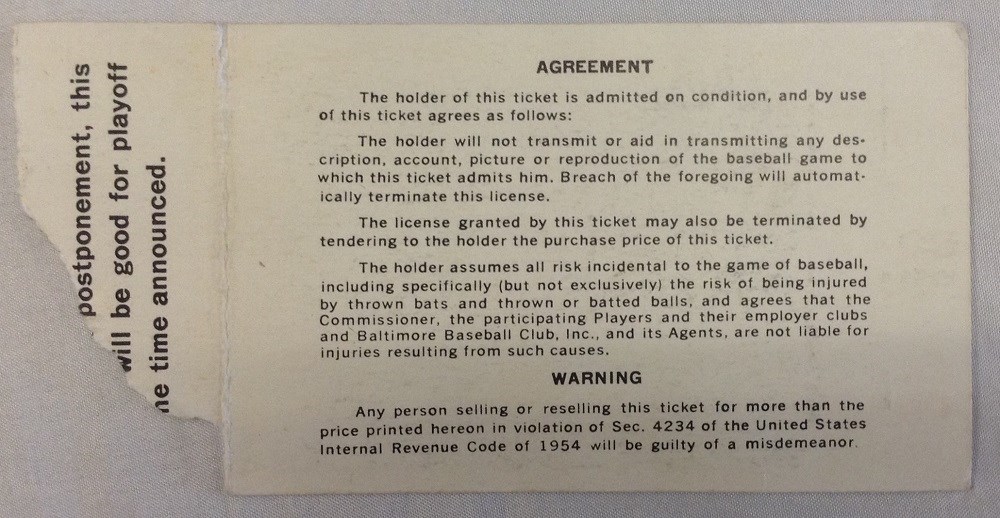 postponement, this
will be good for playoff
time announced.
AGREEMENT
The holder of this ticket is admitted on condition, and by use
of this ticket agrees as follows:
The holder will not transmit or aid in transmitting any des-
cription, account, picture or reproduction of the baseball game to
which this ticket admits him. Breach of the foregoing will automat-
ically terminate this license.
The license granted by this ticket may also be terminated by
tendering to the holder the purchase price of this ticket.
The holder assumes all risk incidental to the game of baseball,
including specifically (but not exclusively) the risk of being injured
by thrown bats and thrown or batted balls, and agrees that the
Commissioner, the participating Players and their employer clubs
and Baltimore Baseball Club, Inc., and its Agents, are not liable for
injuries resulting from such causes.
WARNING
Any person selling or reselling this ticket for more than the
price printed hereon in violation of Sec. 4234 of the United States
Internal Revenue Code of 1954 will be guilty of a misdemeanor.